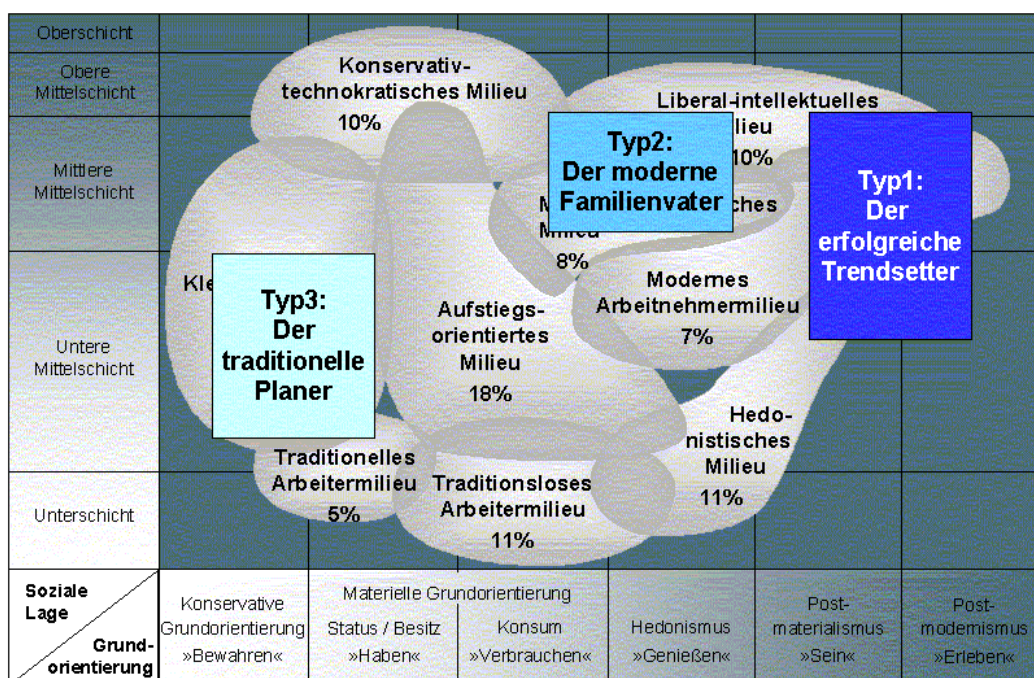 Oberschicht
Obere
Mittelschicht
Mittlere
Mittelschicht
Untere
Mittelschicht
Unterschicht
Konservativ-
technokratisches Milieu
10%
Liberal-intellektuelles
10%
Typ2:
Der moderne
Familienvater
Typ1:
Der
erfolgreiche
Trendsetter
8%
Modernes
Arbeitnehmermilieu
7%
Typ3:
Der
traditionelle
Planer
Aufstiegs-
orientiertes
Milieu
18%
Hedo-
nistisches
Milieu
11%
Traditionelles
Arbeitermilieu
5%
Traditionsloses
Arbeitermilieu
11%
Soziale
Lage
Grund-
orientierung
Konservative
Grundorientierung
»Bewahren«
Materielle Grundorientierung
Status / Besitz
»Haben«
Konsum
»Verbrauchen«
Hedonismus
»Genießen«
Post-
materialismus
»Sein«
Post-
modernismus
»Erleben«